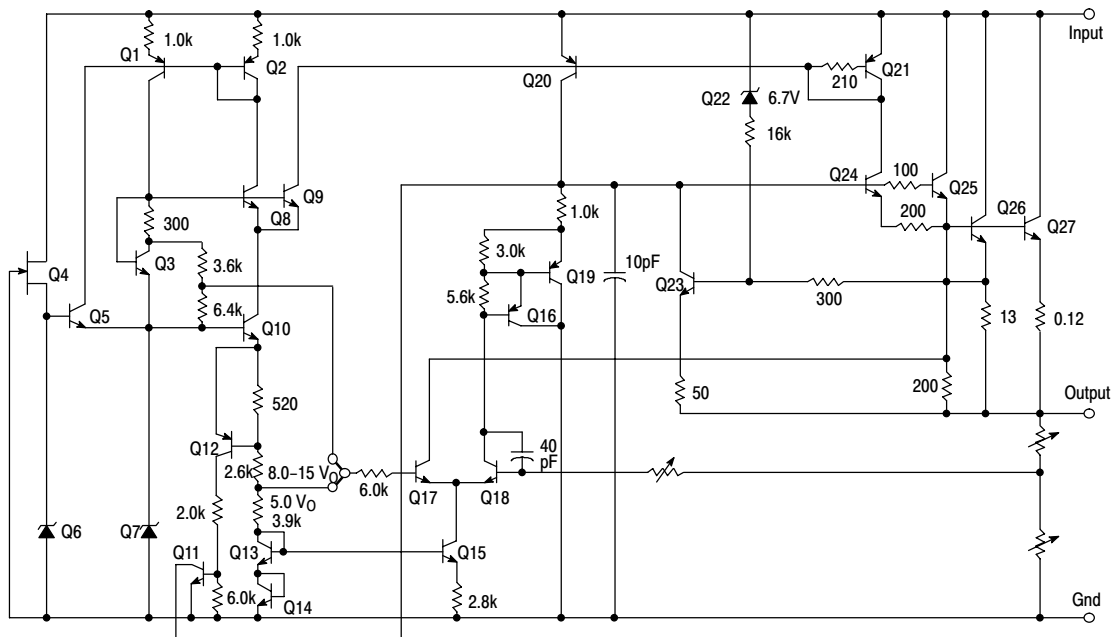 Input
1.0k
1.0k
Q1
Q2
Q20
210
Q21
Q22
6.7V
16k
Q24
100
Q25
Q9
Q8
300
1.0k
200
Q26
Q27
Q4
Q3
3.6k
3.0k
Q19
10pF
Q23
300
5.6k
Q5
6.4k
Q10
Q16
13
0.12
520
50
200
Output
Q12
2.6k
8.0–15 VO
40
pF
6.0k
Q17
Q18
5.0 VO
3.9k
2.0k
Q6
Q7
Q11
Q13
Q15
6.0k
Q14
2.8k
Gnd